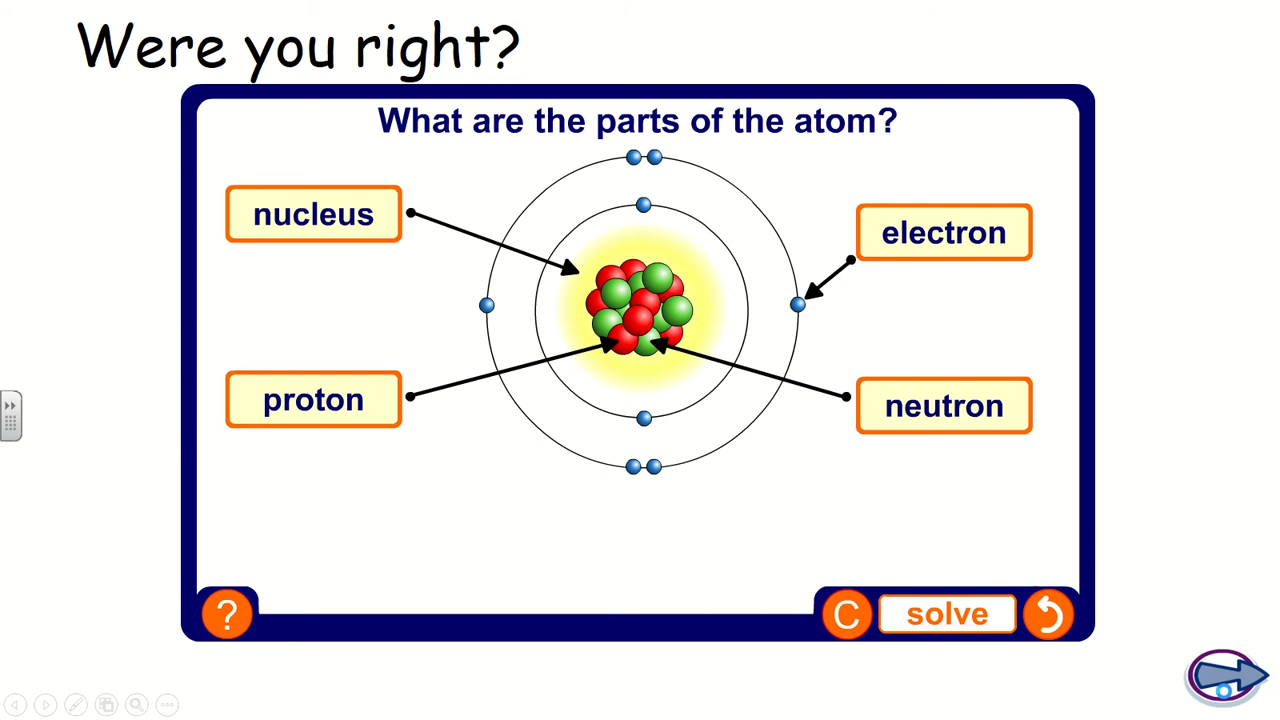 Were you right?
What are the parts of the atom?
nucleus
electron
proton
neutron
?
C
solve